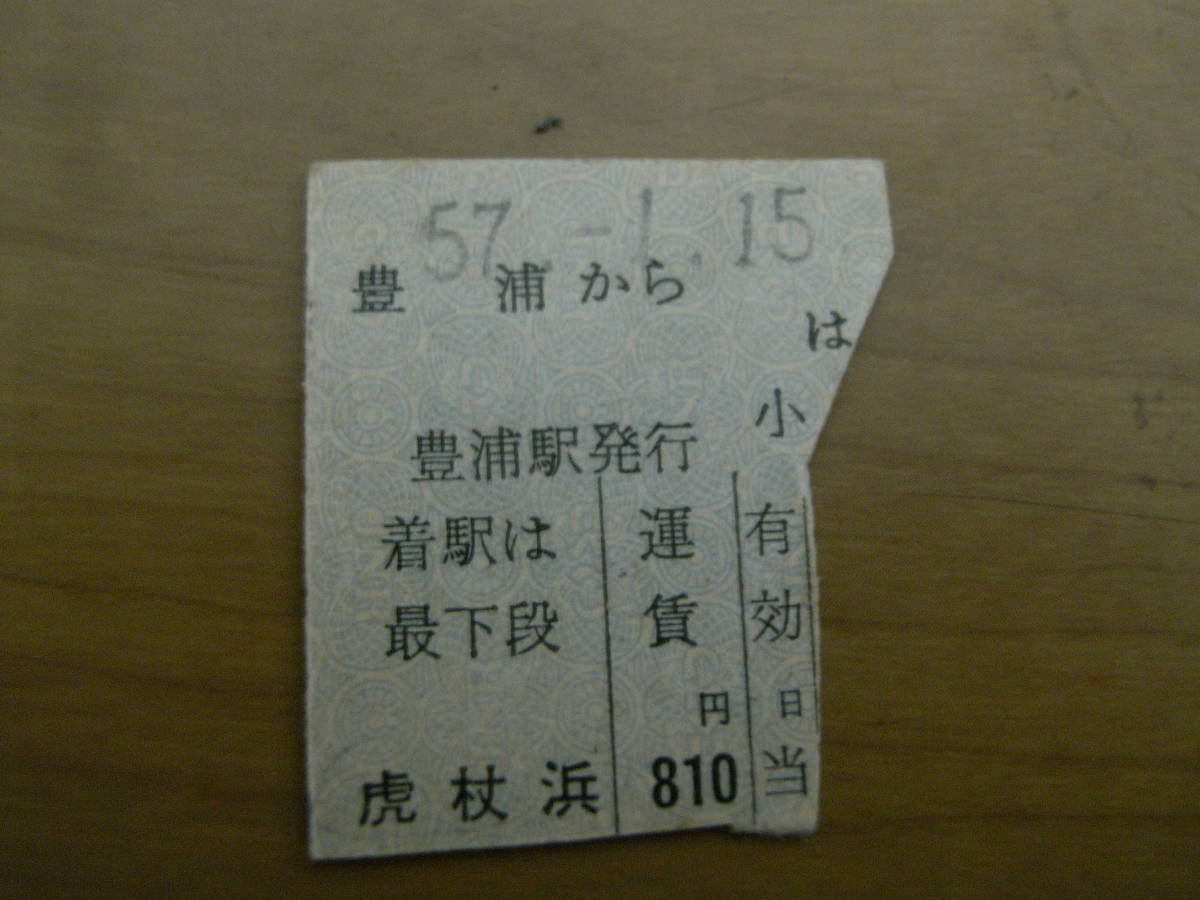 57.-1.15
豊 浦 から
は
小
豊浦駅発行
着駅は 運 有
最下段 賃 効
円 日
虎杖浜 810 当